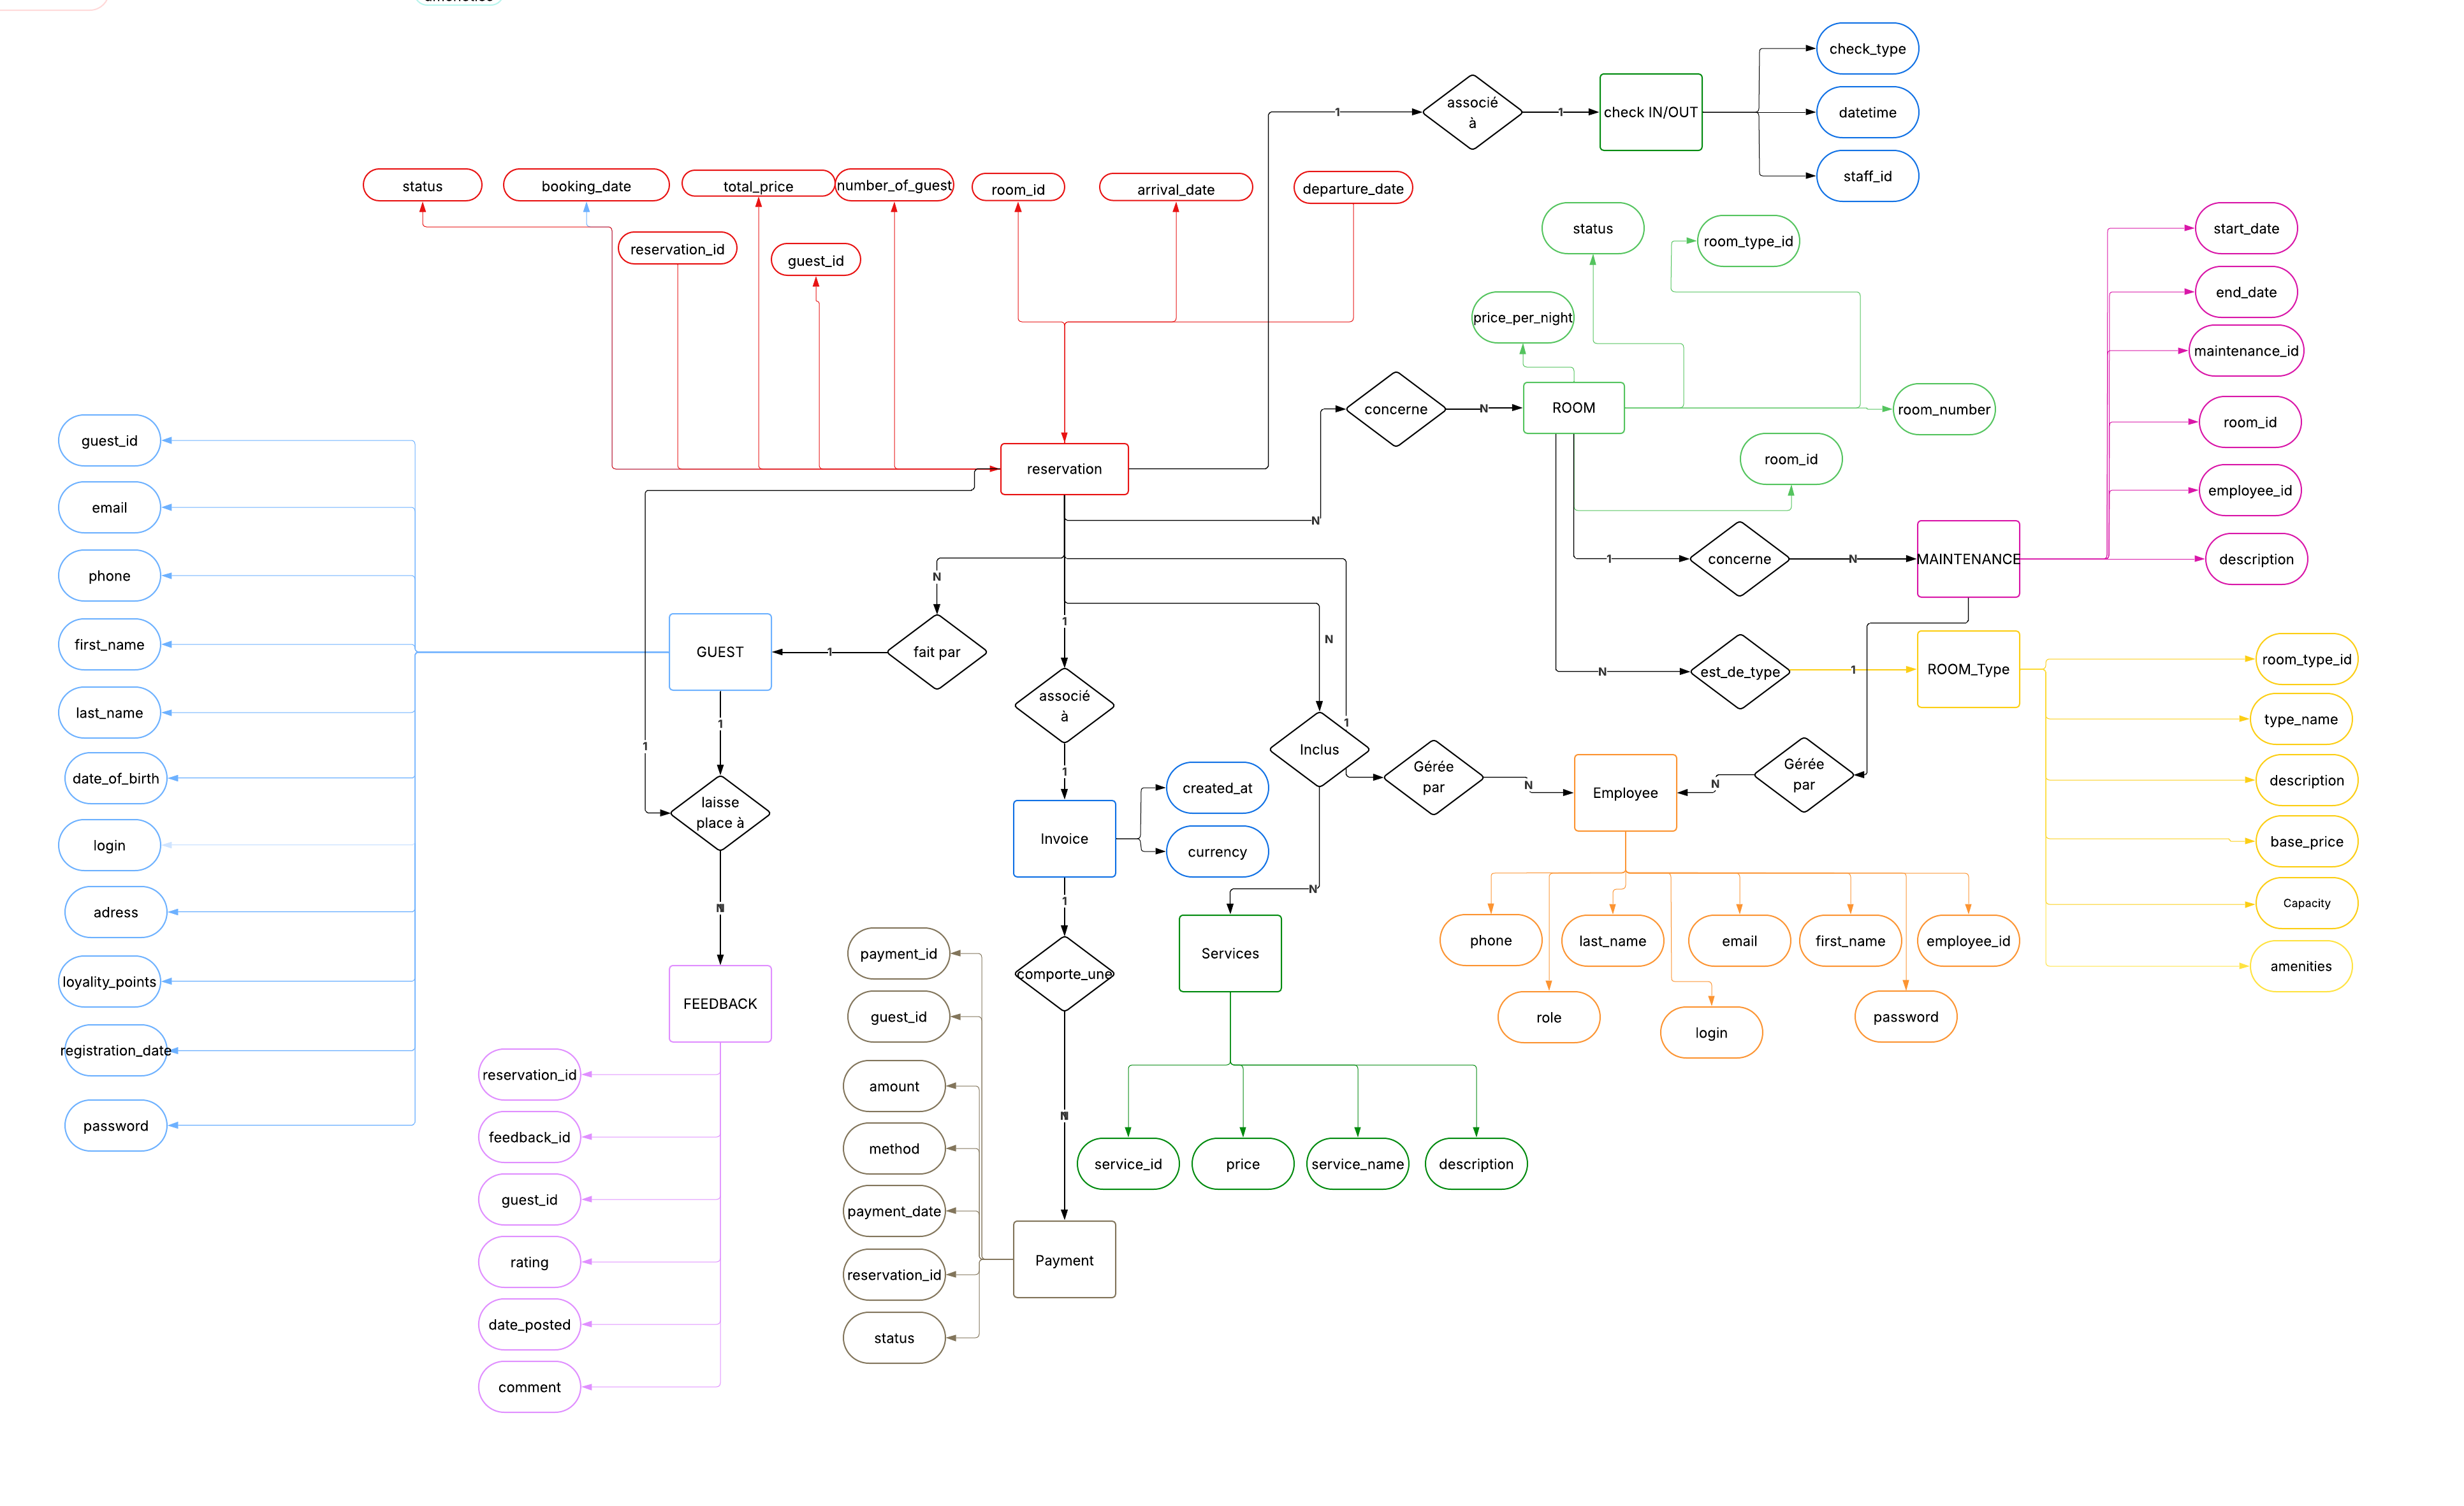 amenities
check_type
associé
à
check IN/OUT
datetime
staff_id
1
1
status
booking_date
total_price
number_of_guest
room_id
arrival_date
departure_date
reservation_id
guest_id
status
room_type_id
start_date
end_date
price_per_night
maintenance_id
concerne
N
ROOM
room_number
room_id
guest_id
reservation
room_id
employee_id
email
N
concerne
1
N
MAINTENANCE
description
phone
N
1
N
first_name
GUEST
1
fait par
est_de_type
N
1
ROOM_Type
room_type_id
last_name
associé
à
type_name
1
1
1
Inclus
date_of_birth
Gérée
par
Gérée
par
description
1
created_at
N
Employee
N
laisse
place à
login
Invoice
currency
base_price
adress
N
1
N
Capacity
phone
last_name
email
first_name
employee_id
payment_id
Services
amenities
loyality_points
comporte_une
FEEDBACK
guest_id
role
login
password
registration_date
reservation_id
amount
N
password
feedback_id
method
service_id
price
service_name
description
guest_id
payment_date
rating
Payment
reservation_id
date_posted
status
comment